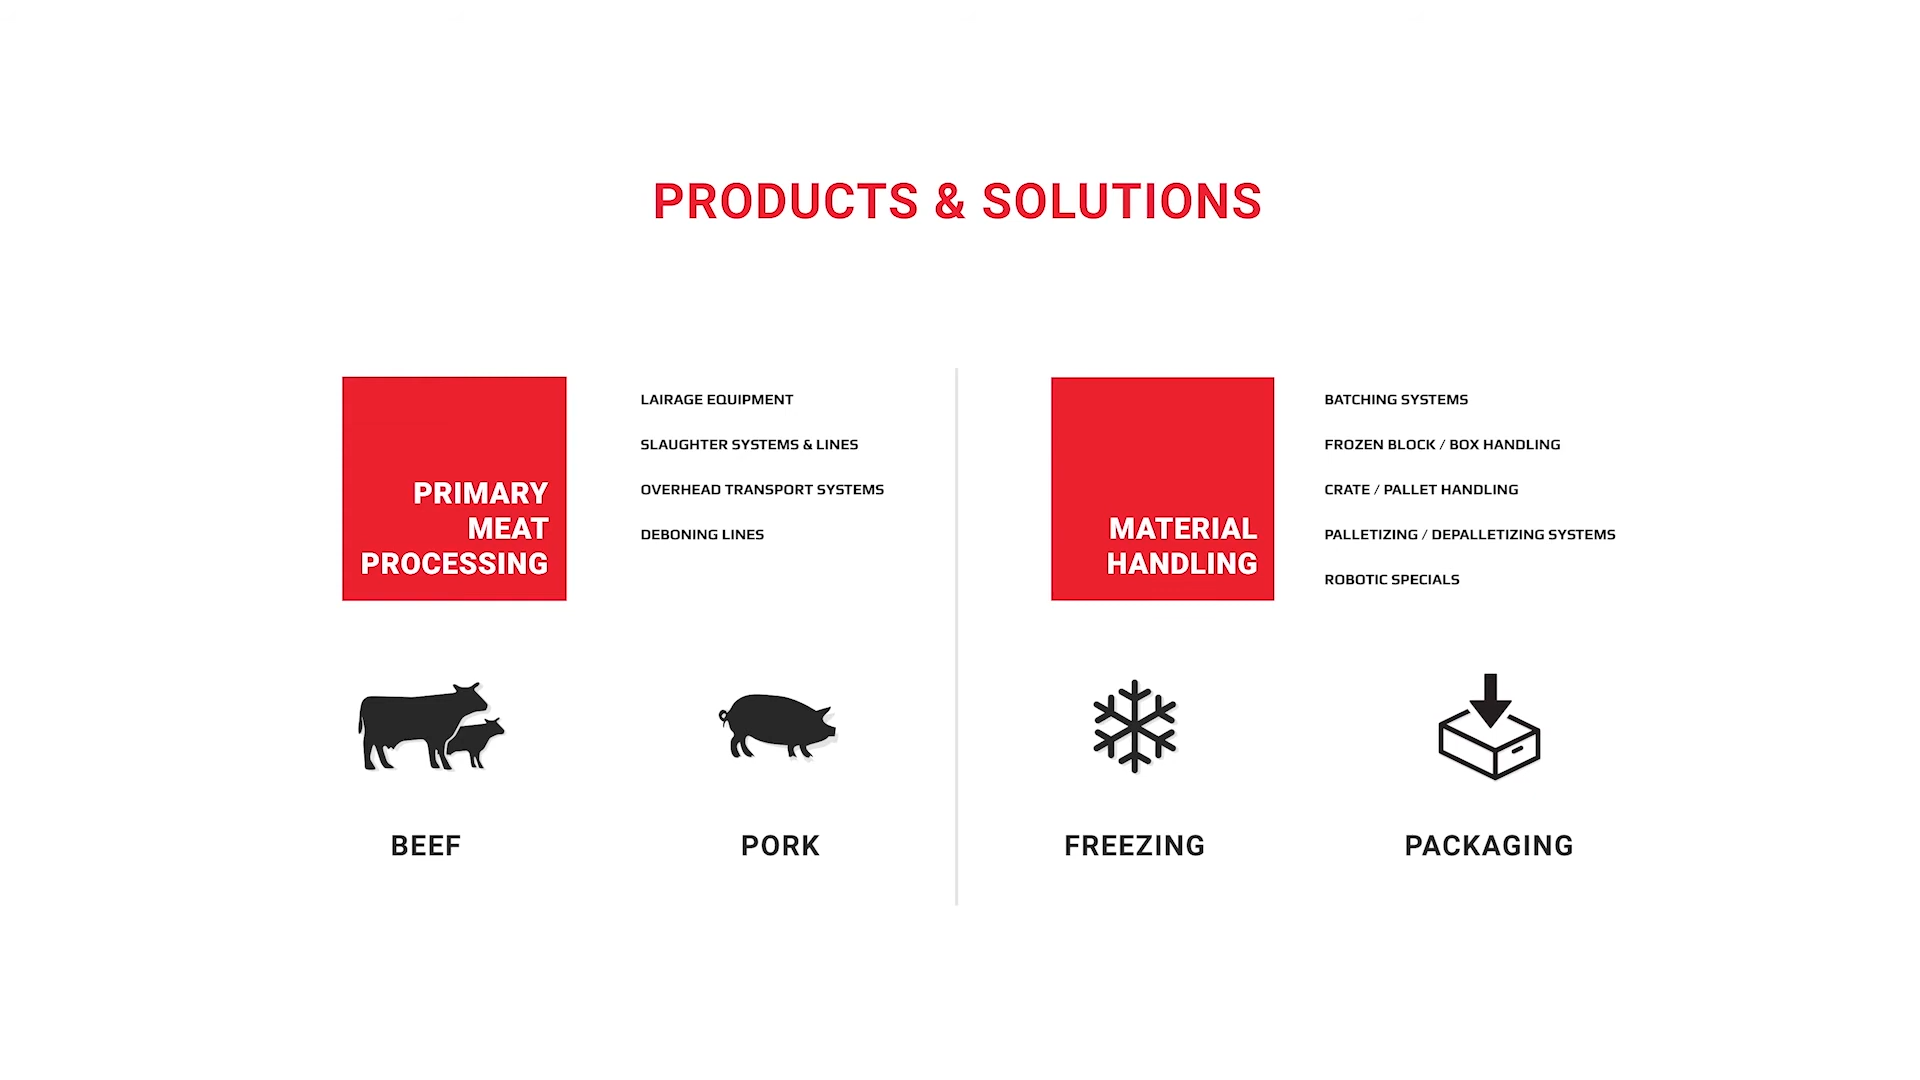 PRODUCTS & SOLUTIONS
PRIMARY
MEAT
PROCESSING
LAIRAGE EQUIPMENT
SLAUGHTER SYSTEMS & LINES
OVERHEAD TRANSPORT SYSTEMS
DEBONING LINES
BEEF
PORK
MATERIAL
HANDLING
BATCHING SYSTEMS
FROZEN BLOCK / BOX HANDLING
CRATE / PALLET HANDLING
PALLETIZING / DEPALLETIZING SYSTEMS
ROBOTIC SPECIALS
FREEZING
PACKAGING